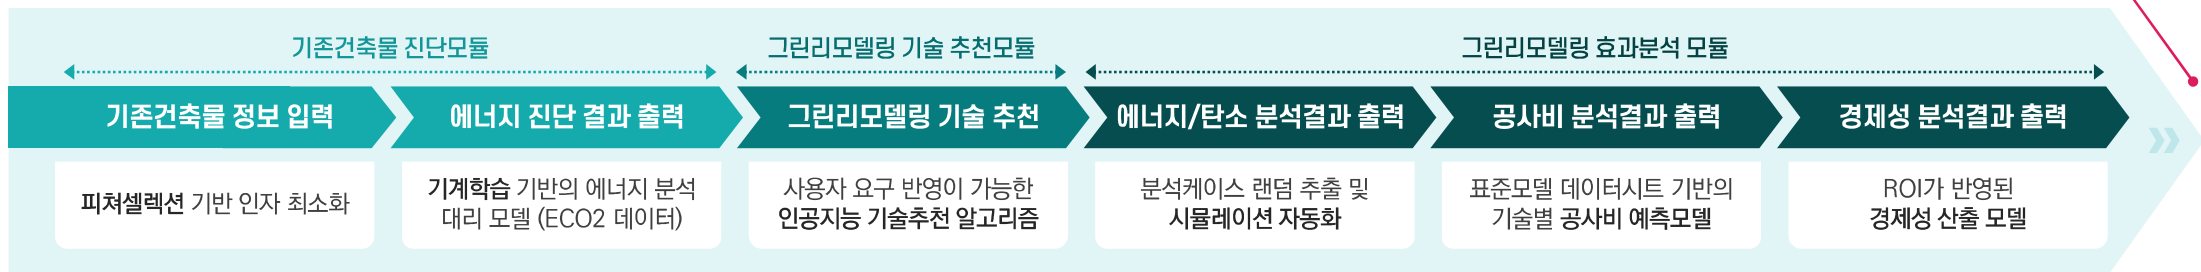 기존건축물 진단모듈
그린리모델링 기술 추천모듈
그린리모델링 효과분석 모듈
기존건축물 정보 입력
에너지 진단 결과 출력
그린리모델링 기술 추천
에너지/탄소 분석결과 출력
공사비 분석결과 출력
경제성 분석결과 출력
피쳐셀렉션 기반 인자 최소화
기계학습 기반의 에너지 분석
대리 모델 (ECO2 데이터)
사용자 요구 반영이 가능한
인공지능 기술추천 알고리즘
분석케이스 랜덤 추출 및
시뮬레이션 자동화
표준모델 데이터시트 기반의
기술별 공사비 예측모델
ROI가 반영된
경제성 산출 모델